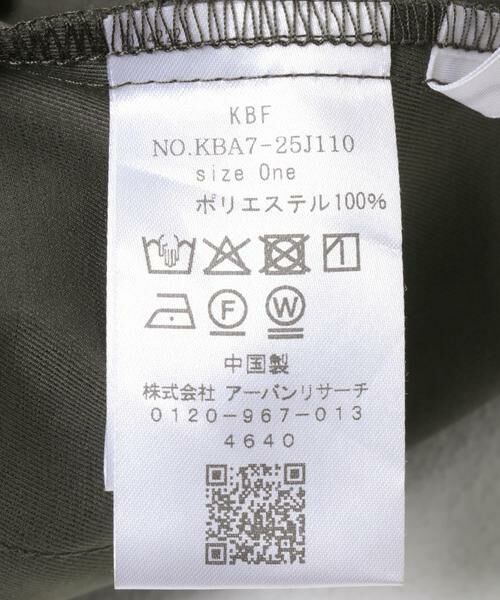 KBF
NO.KBA7-25J110
size One
ポリエステル100%
F W
中国製
株式会社 アーバンリサーチ
0120-967-013
4640